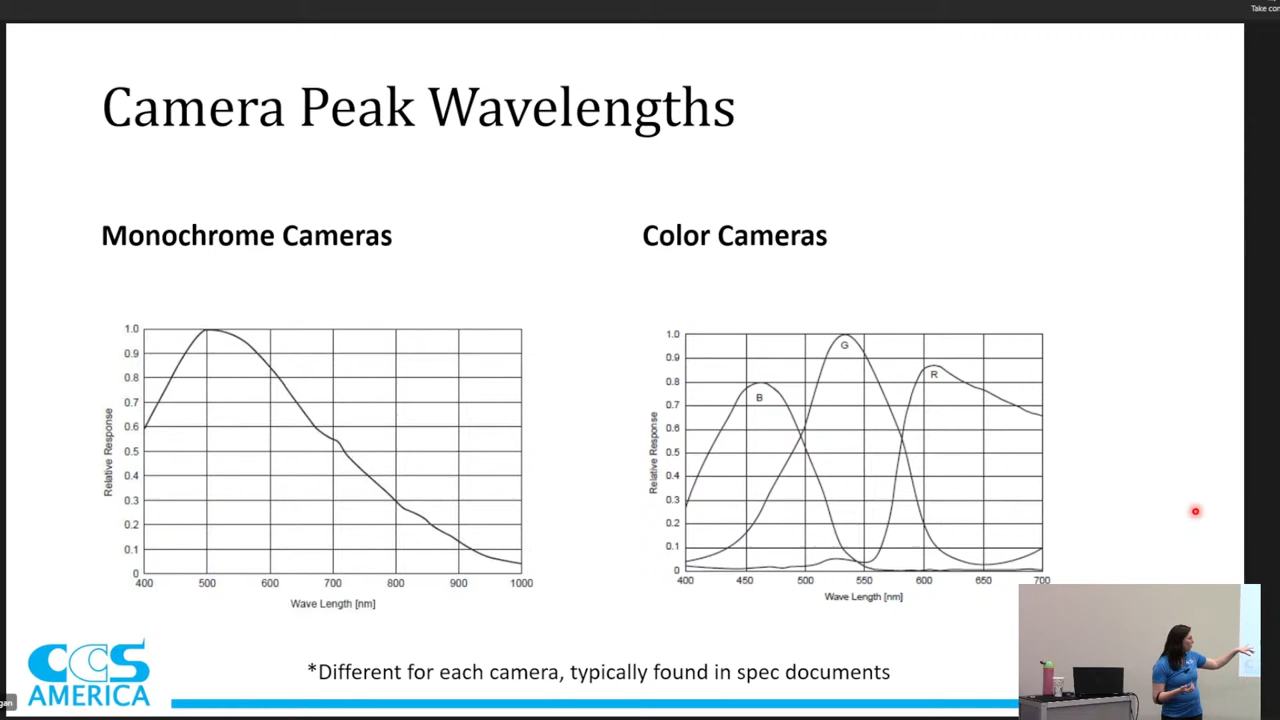 Take con
Camera Peak Wavelengths
Monochrome Cameras
Color Cameras
1.0
0.9
0.8
0.7
0.6
0.5
0.4
0.3
0.2
0.1
0
Relative Response
400 500 600 700 800 900 1000
Wave Length [nm]
1.0
0.9
0.8
0.7
0.6
0.5
0.4
0.3
0.2
0.1
0
Relative Response
B
G
R
400 450 500 550 600 650 700
Wave Length [nm]
CCS
AMERICA
*Different for each camera, typically found in spec documents
gan